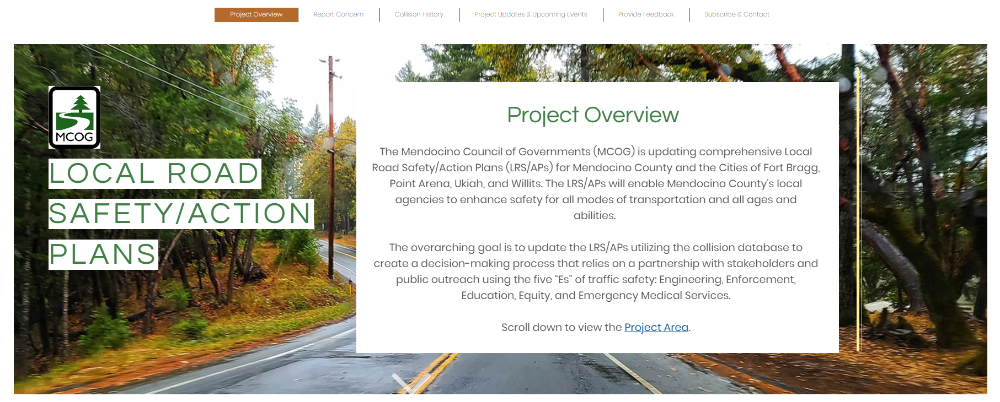 Project Overview
Report Concern
Collision History
Project Updates & Upcoming Events
Provide Feedback
Subscribe & Contact
MCOG
LOCAL ROAD
SAFETY/ACTION
PLANS
Project Overview
The Mendocino Council of Governments (MCOG) is updating comprehensive Local
Road Safety/Action Plans (LRS/APs) for Mendocino County and the Cities of Fort Bragg,
Point Arena, Ukiah, and Willits. The LRS/APs will enable Mendocino County's local
agencies to enhance safety for all modes of transportation and all ages and
abilities.
The overarching goal is to update the LRS/APs utilizing the collision database to
create a decision-making process that relies on a partnership with stakeholders and
public outreach using the five “Es” of traffic safety: Engineering, Enforcement,
Education, Equity, and Emergency Medical Services.
Scroll down to view the Project Area.